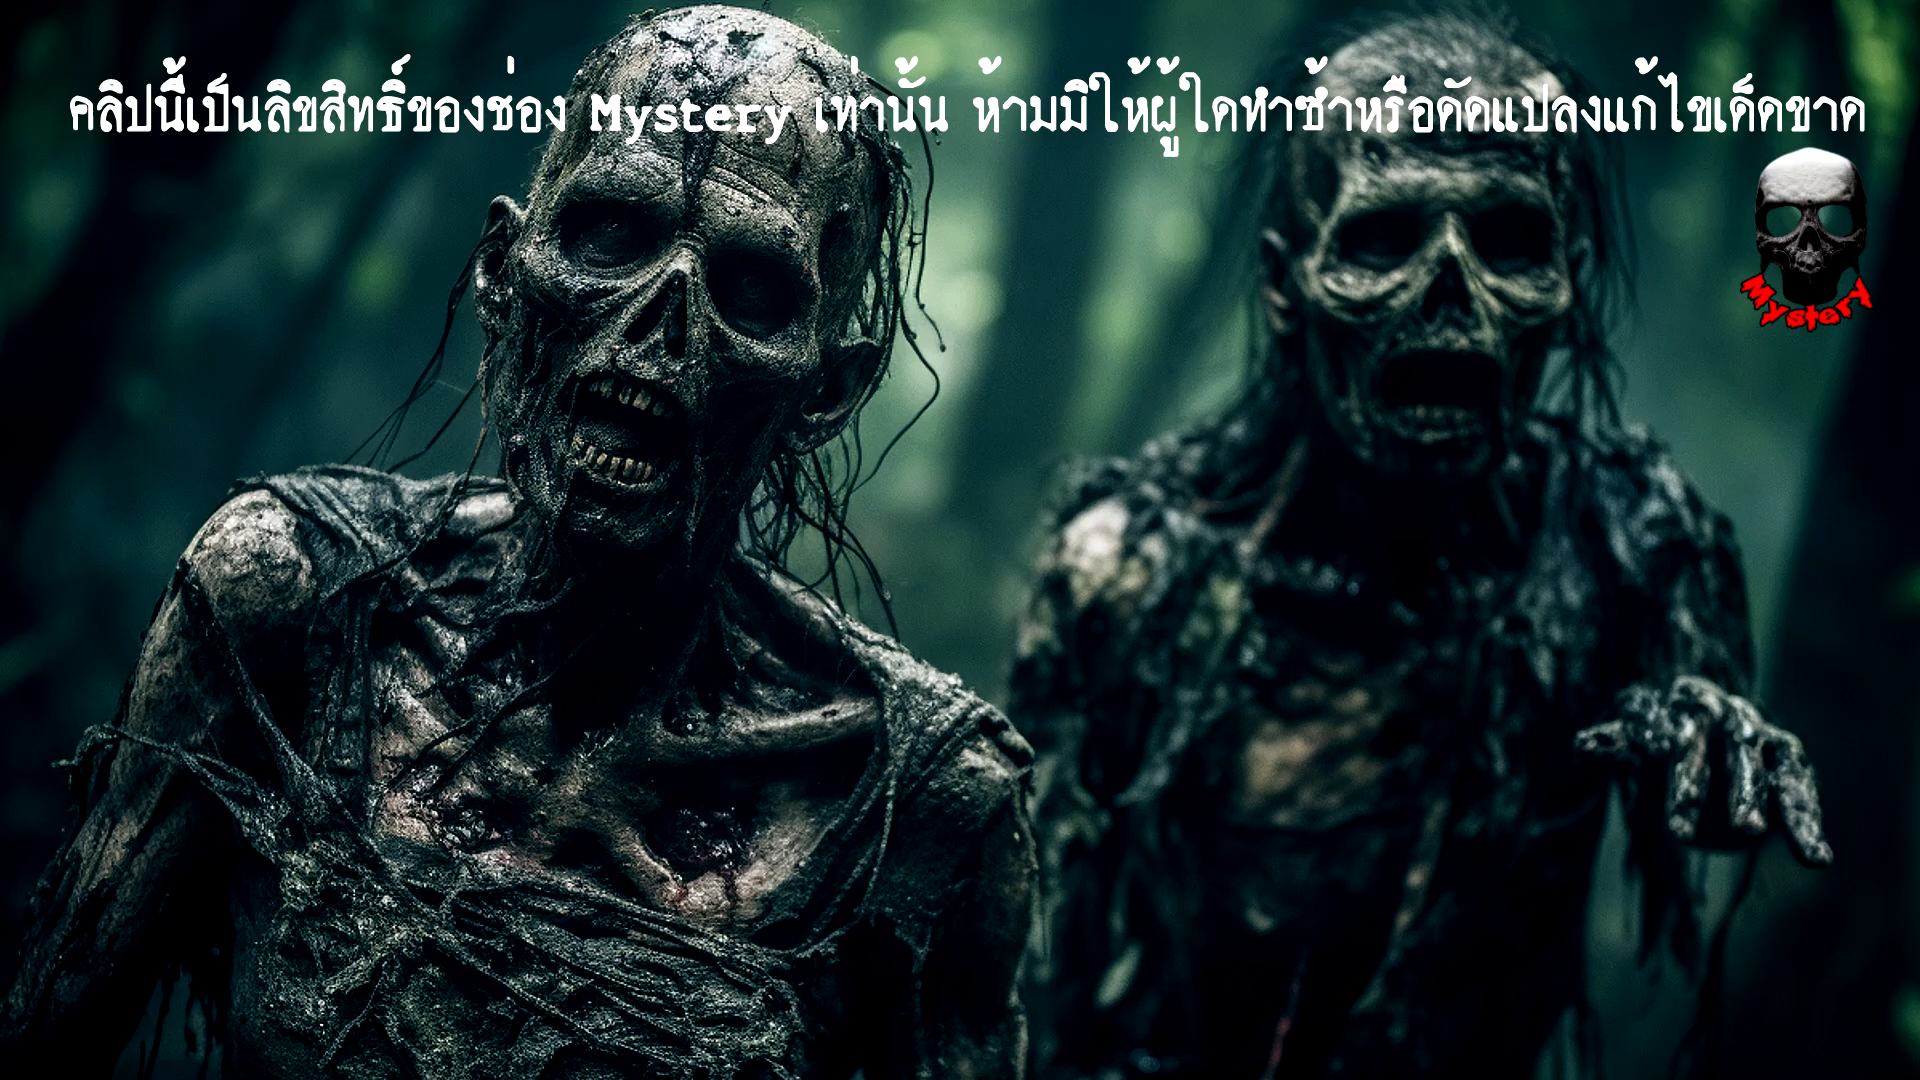 คลิปนี้เป็นลิขสิทธิ์ของช่อง Mystery เท่านั้น ห้ามมิให้ผู้ใดทำซ้ำหรือดัดแปลงแก้ไขเด็ดขาด
Mystery